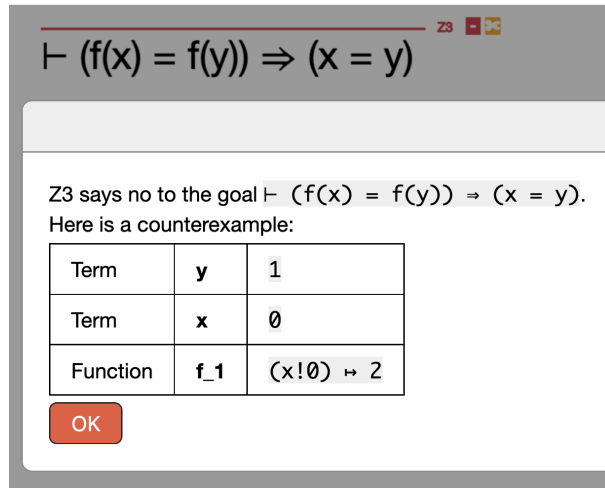 Z3 -
⊢ (f(x) = f(y)) ⇒ (x = y)
Z3 says no to the goal ⊢ (f(x) = f(y)) ⇒ (x = y).
Here is a counterexample:
Term y 1
Term x 0
Function f_1 (x!0) ↦ 2
OK